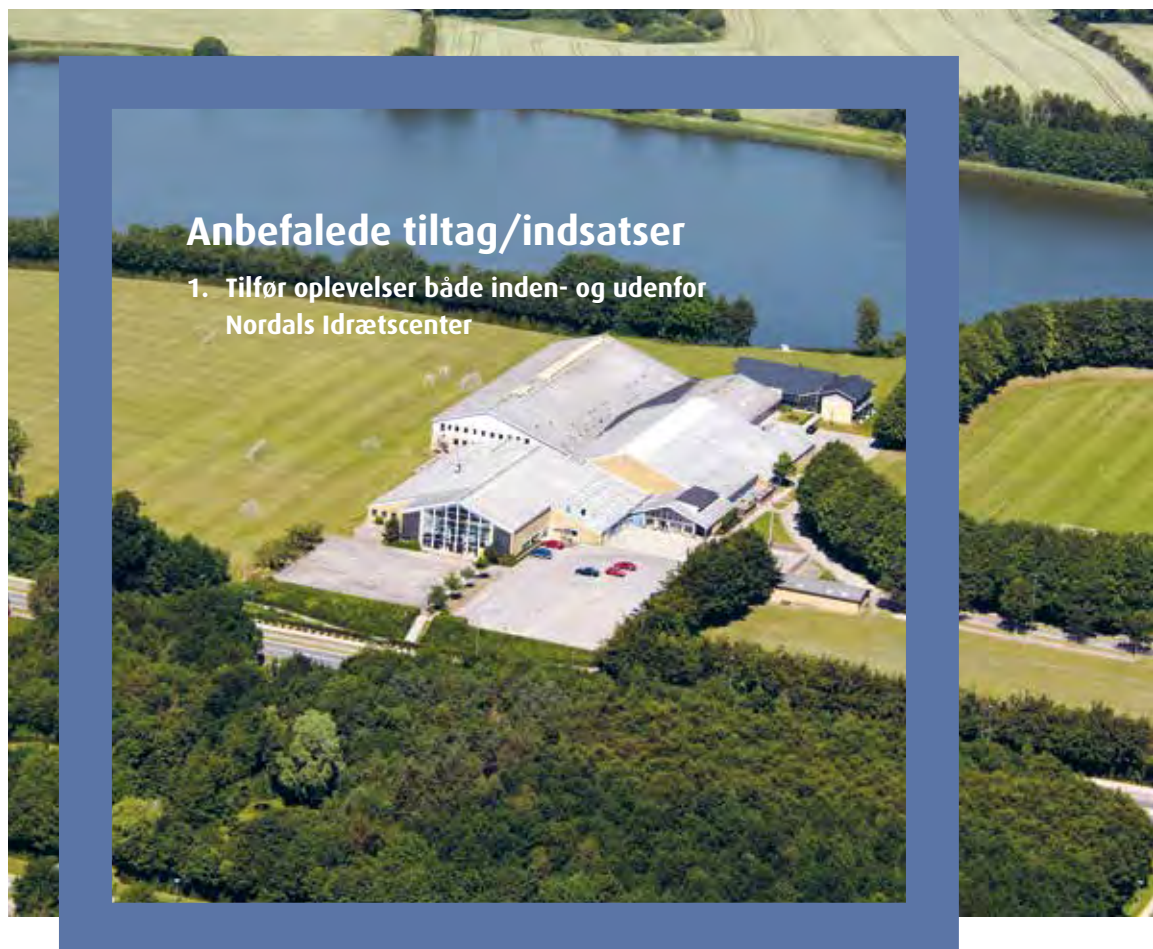 Anbefalede tiltag/indsatser
1. Tilfør oplevelser både inden- og udenfor
Nordals Idrætscenter